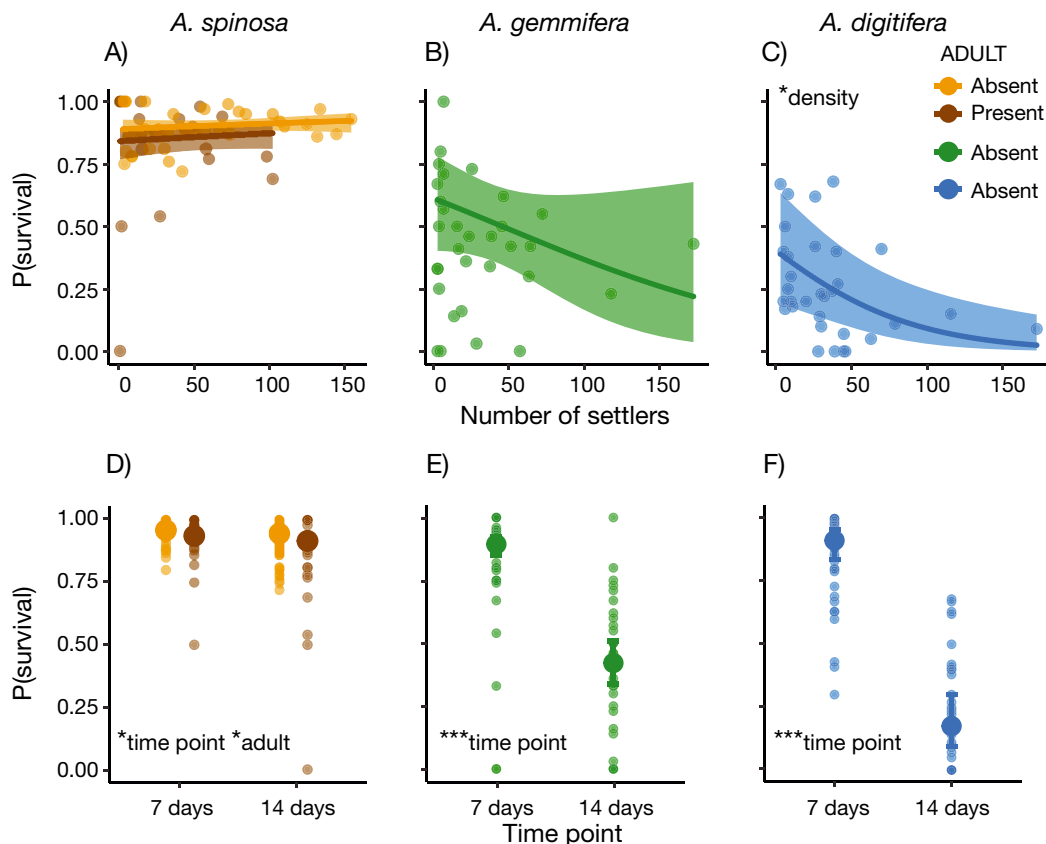 A. spinosa
A. gemmifera
A. digitifera
A)
B)
C)
ADULT
Absent
Present
Absent
Absent
*density
P(survival)
1.00
0.75
0.50
0.25
0.00
0 50 100 150
0 50 100 150
0 50 100 150
Number of settlers
D)
E)
F)
P(survival)
1.00
0.75
0.50
0.25
0.00
*time point *adult
***time point
***time point
7 days 14 days
7 days 14 days
7 days 14 days
Time point